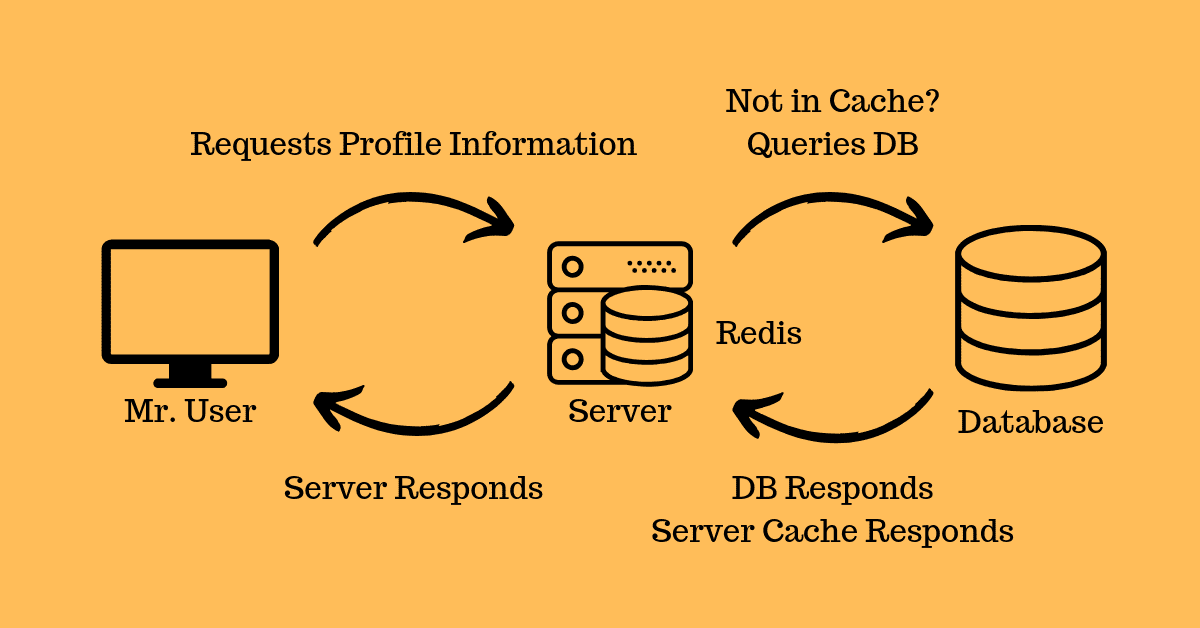 Not in Cache?
Requests Profile Information
Queries DB
Redis
Mr. User
Server
Database
Server Responds
DB Responds
Server Cache Responds